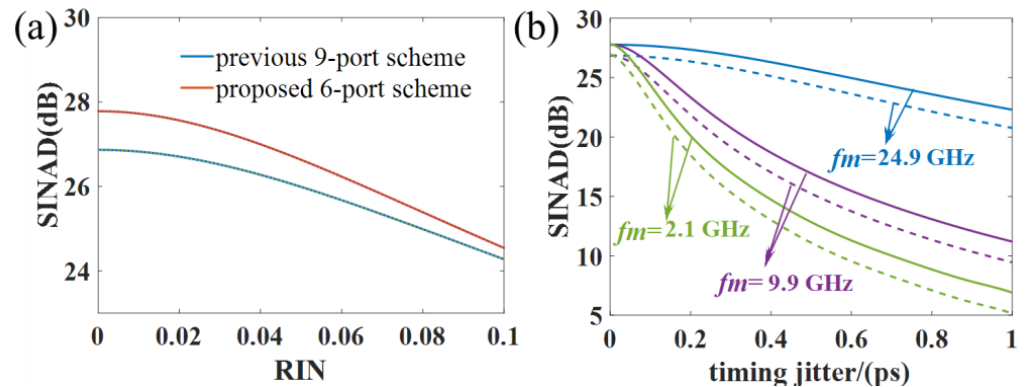 (a)
30
28
26
24
SINAD(dB)
previous 9-port scheme
proposed 6-port scheme
0 0.02 0.04 0.06 0.08 0.1
RIN
(b)
30
25
20
15
10
5
SINAD(dB)
fm=24.9 GHz
fm=2.1 GHz
fm=9.9 GHz
0 0.2 0.4 0.6 0.8 1
timing jitter/(ps)